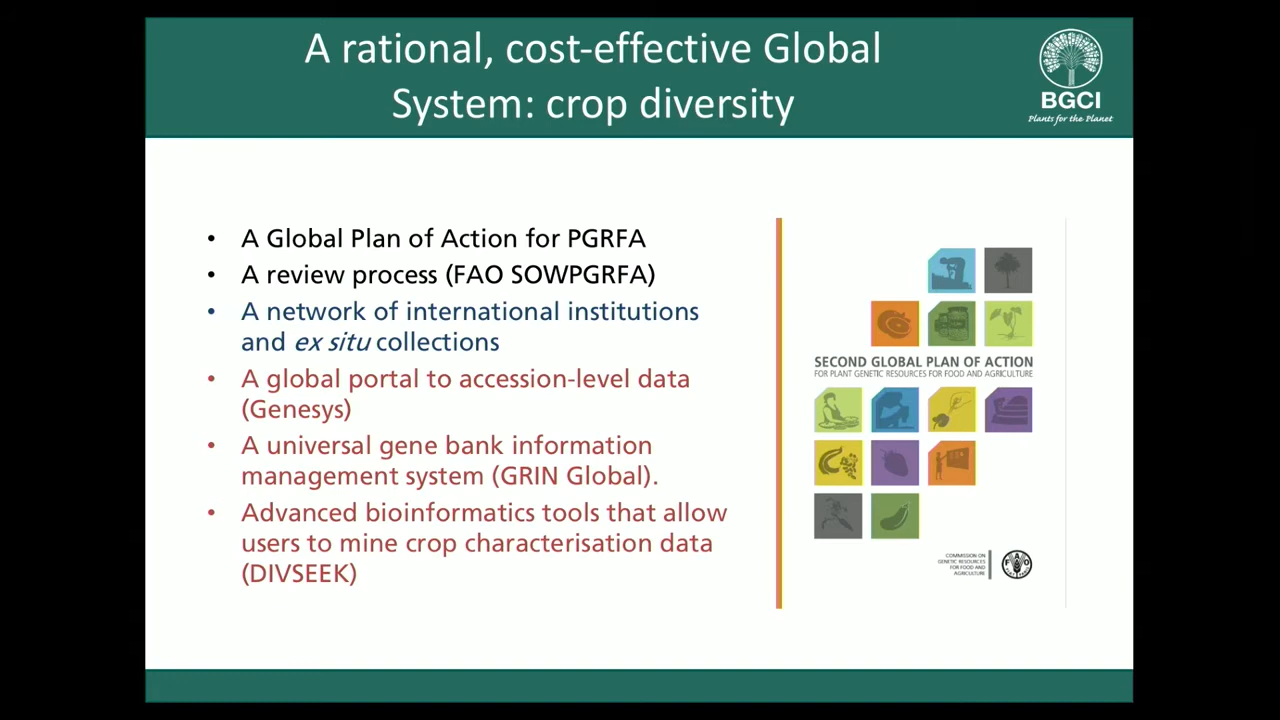 A rational, cost-effective Global
System: crop diversity
BGCI
Plants for the Planet
• A Global Plan of Action for PGRFA
• A review process (FAO SOWPGRFA)
• A network of international institutions
and ex situ collections
• A global portal to accession-level data
(Genesys)
• A universal gene bank information
management system (GRIN Global).
• Advanced bioinformatics tools that allow
users to mine crop characterisation data
(DIVSEEK)
SECOND GLOBAL PLAN OF ACTION
FOR PLANT GENETIC RESOURCES FOR FOOD AND AGRICULTURE
COMMISSION ON
GENETIC RESOURCES
FOR FOOD AND
AGRICULTURE
FAO